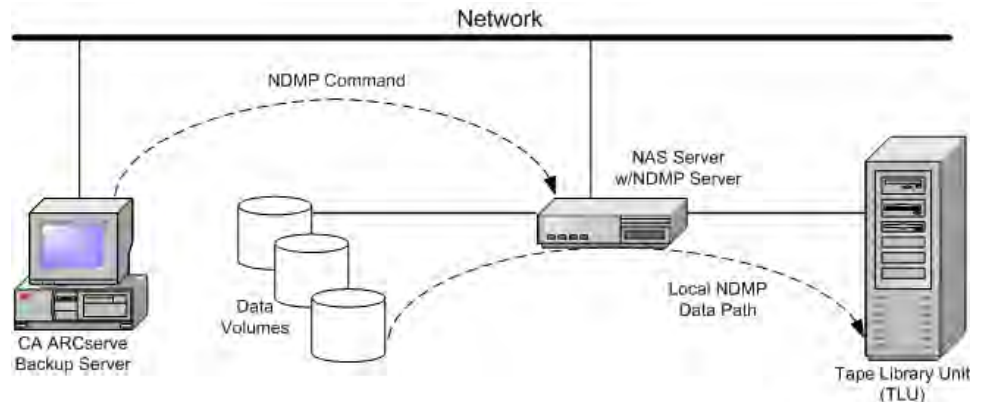 Network
NDMP Command
NAS Server
w/NDMP Server
Data
Volumes
Local NDMP
Data Path
CA ARCserve
Backup Server
Tape Library Unit
(TLU)